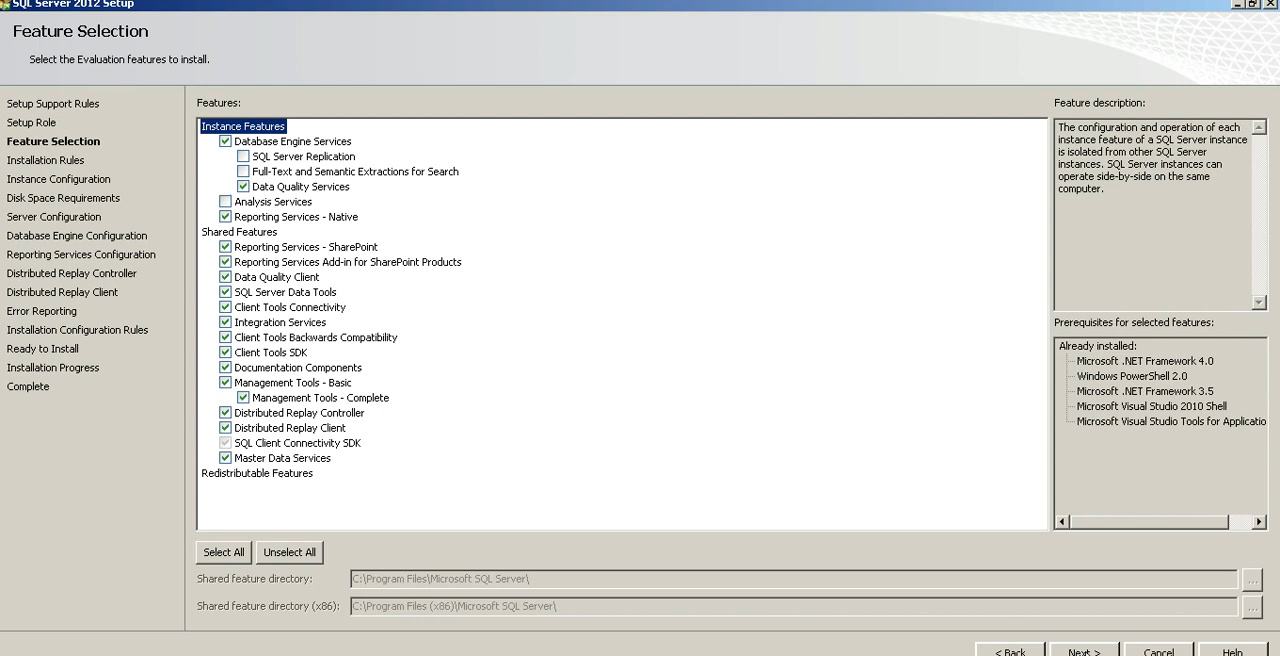 SQL Server 2012 Setup
Feature Selection
Select the Evaluation features to install.
Setup Support Rules
Setup Role
Feature Selection
Installation Rules
Instance Configuration
Disk Space Requirements
Server Configuration
Database Engine Configuration
Reporting Services Configuration
Distributed Replay Controller
Distributed Replay Client
Error Reporting
Installation Configuration Rules
Ready to Install
Installation Progress
Complete
Features:
Instance Features
Database Engine Services
SQL Server Replication
Full-Text and Semantic Extractions for Search
Data Quality Services
Analysis Services
Reporting Services - Native
Shared Features
Reporting Services - SharePoint
Reporting Services Add-in for SharePoint Products
Data Quality Client
SQL Server Data Tools
Client Tools Connectivity
Integration Services
Client Tools Backwards Compatibility
Client Tools SDK
Documentation Components
Management Tools - Basic
Management Tools - Complete
Distributed Replay Controller
Distributed Replay Client
SQL Client Connectivity SDK
Master Data Services
Redistributable Features
Feature description:
The configuration and operation of each
instance feature of a SQL Server instance
is isolated from other SQL Server
instances. SQL Server instances can
operate side-by-side on the same
computer.
Prerequisites for selected features:
Already installed:
Microsoft .NET Framework 4.0
Windows PowerShell 2.0
Microsoft .NET Framework 3.5
Microsoft Visual Studio 2010 Shell
Microsoft Visual Studio Tools for Applicatio
Select All
Unselect All
Shared feature directory:
C:\Program Files\Microsoft SQL Server\
...
Shared feature directory (x86):
C:\Program Files (x86)\Microsoft SQL Server\
...
< Back
Next >
Cancel
Help